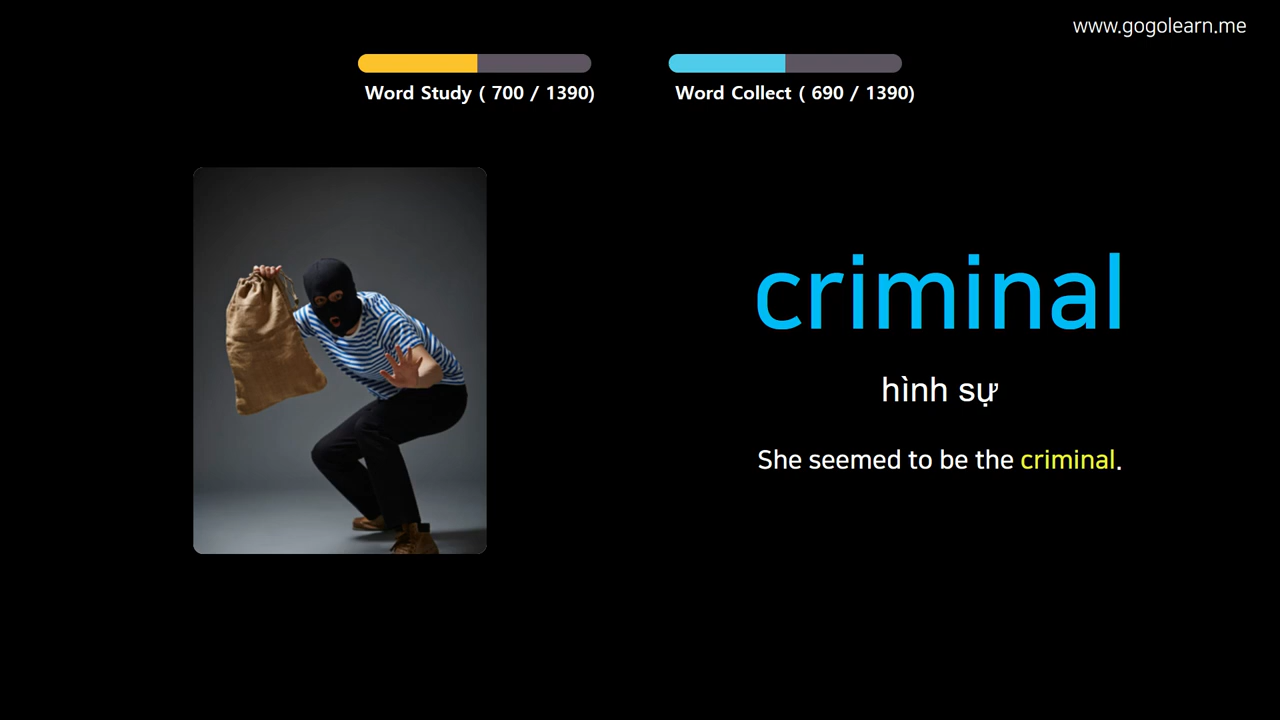 www.gogolearn.me
Word Study ( 700 / 1390)
Word Collect ( 690 / 1390)
criminal
hình sự
She seemed to be the criminal.